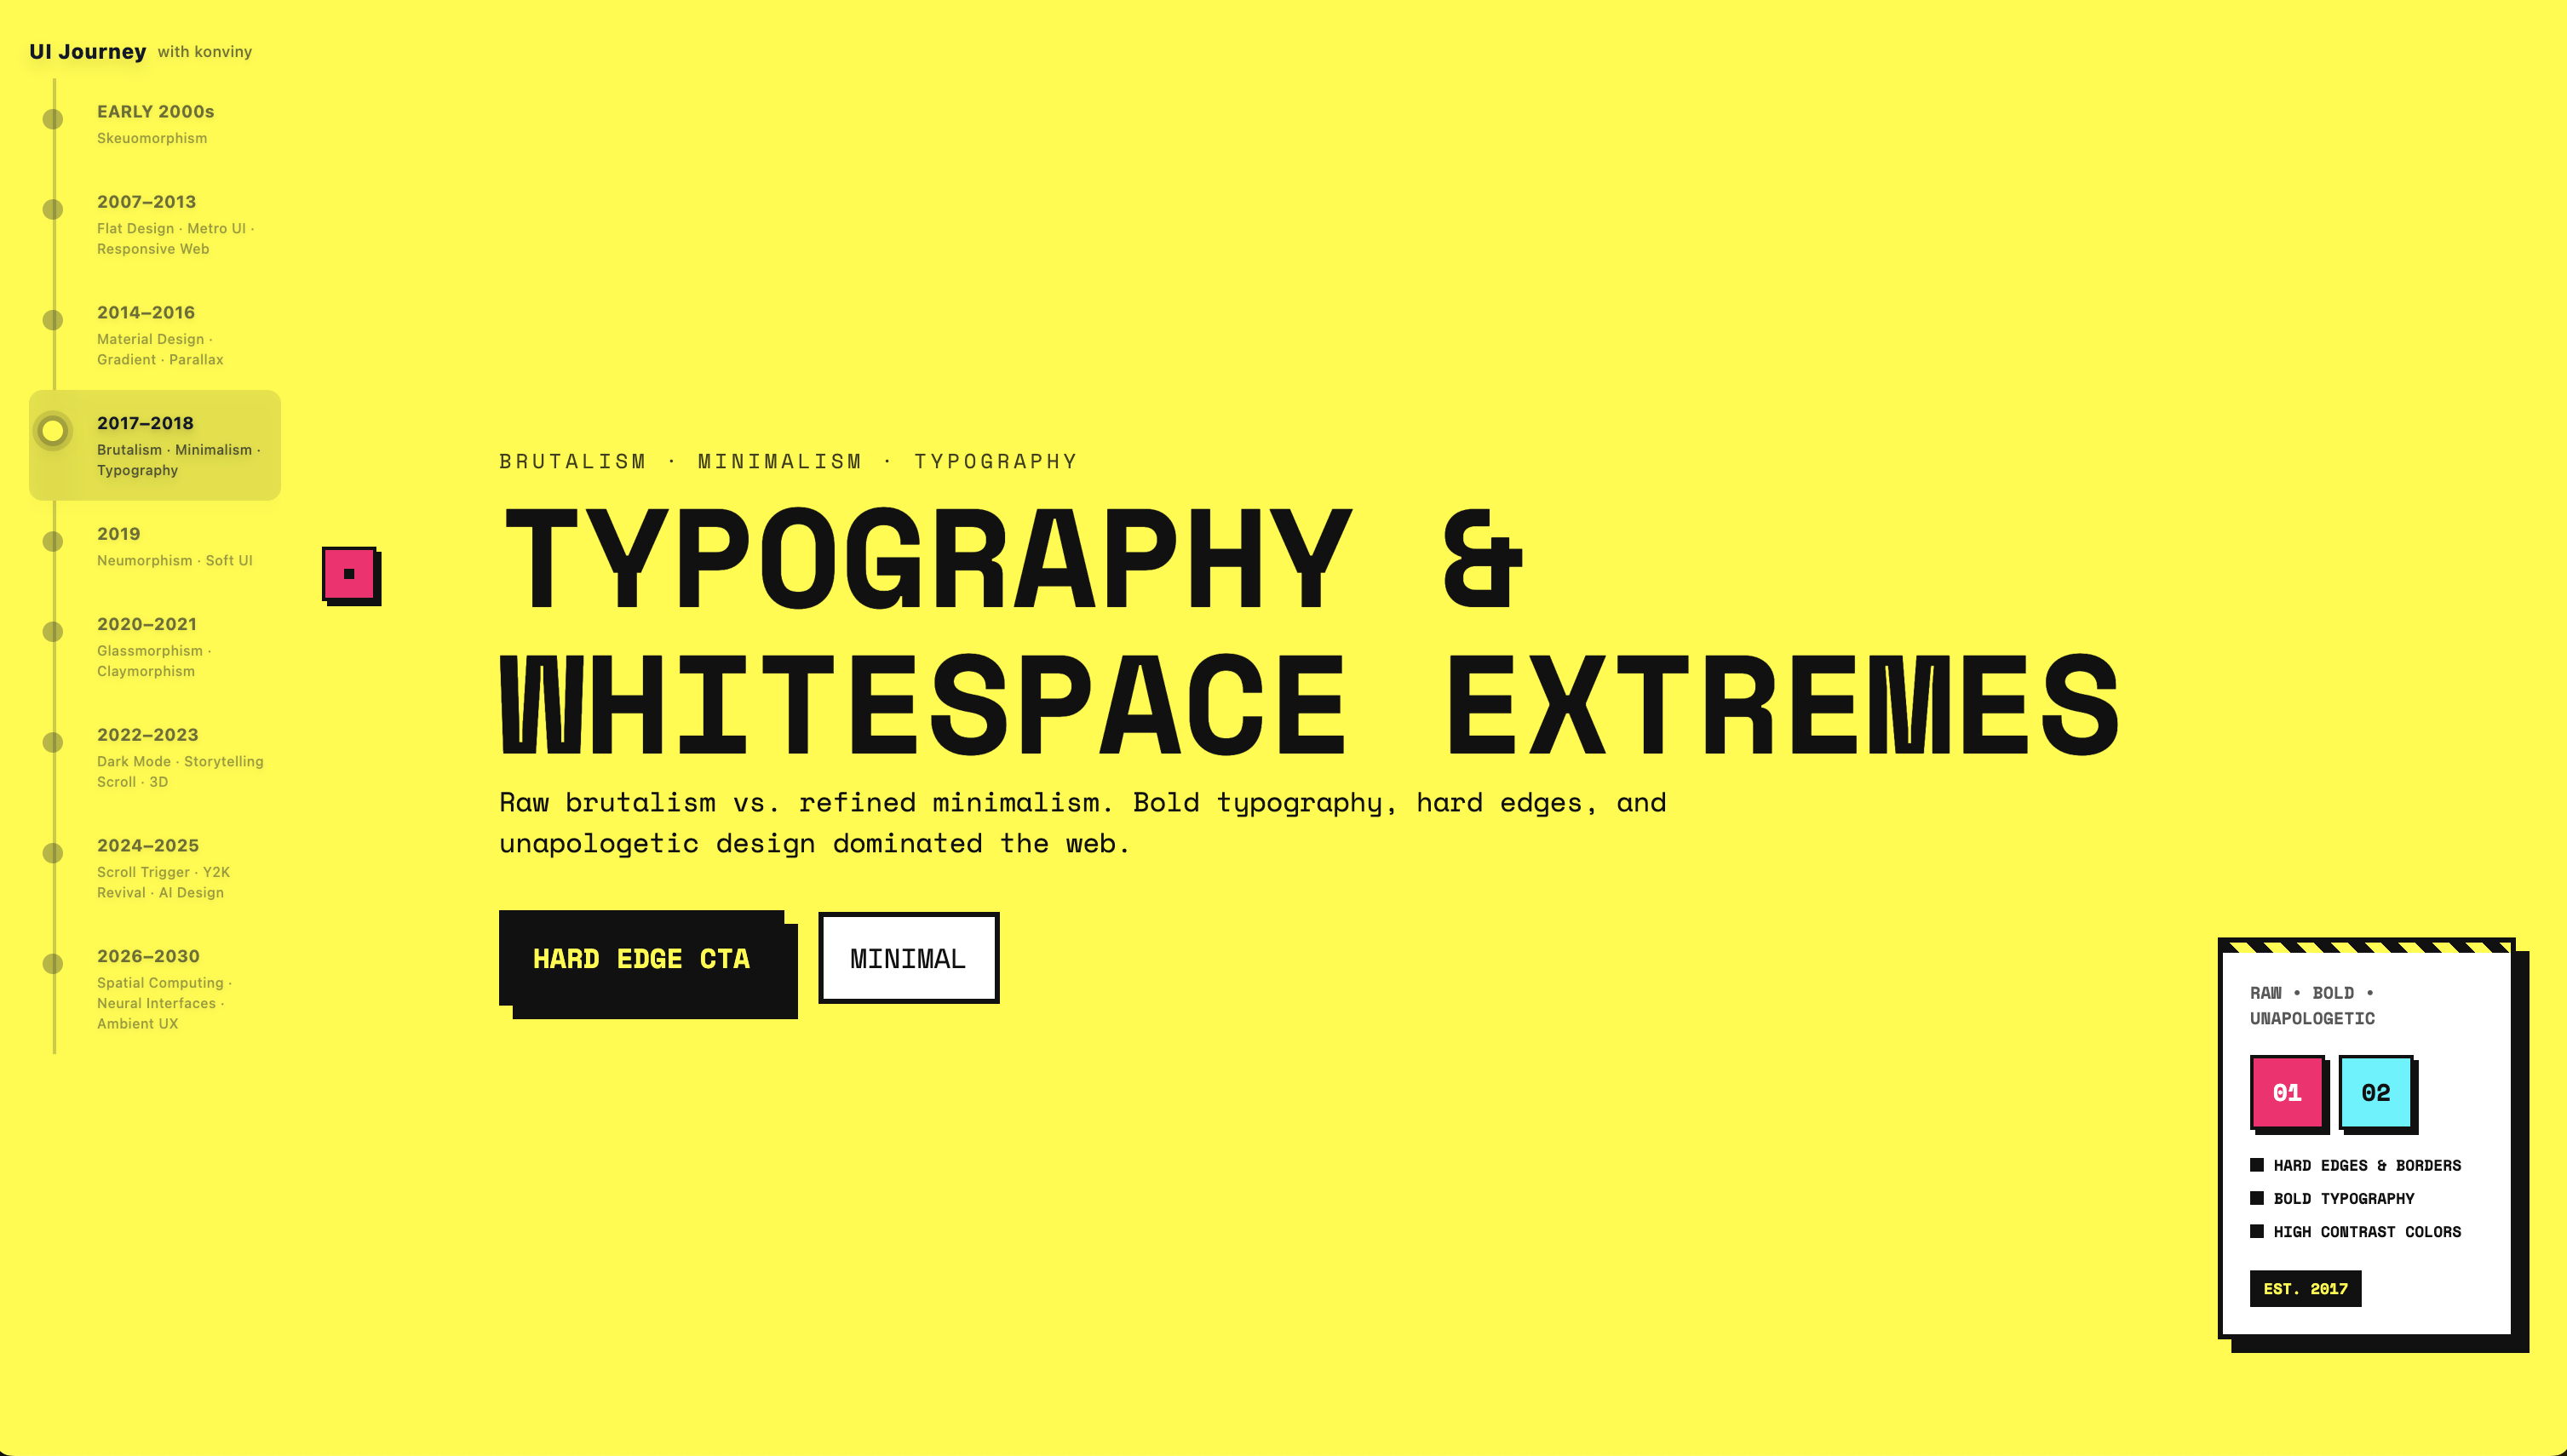 UI Journey with konviny
EARLY 2000s
Skeuomorphism
2007–2013
Flat Design · Metro UI ·
Responsive Web
2014–2016
Material Design ·
Gradient · Parallax
2017–2018
Brutalism · Minimalism ·
Typography
2019
Neumorphism · Soft UI
2020–2021
Glassmorphism ·
Claymorphism
2022–2023
Dark Mode · Storytelling
Scroll · 3D
2024–2025
Scroll Trigger · Y2K
Revival · AI Design
2026–2030
Spatial Computing ·
Neural Interfaces ·
Ambient UX
BRUTALISM · MINIMALISM · TYPOGRAPHY
TYPOGRAPHY &
WHITESPACE EXTREMES
Raw brutalism vs. refined minimalism. Bold typography, hard edges, and
unapologetic design dominated the web.
HARD EDGE CTA
MINIMAL
RAW • BOLD •
UNAPOLOGETIC
01
02
HARD EDGES & BORDERS
BOLD TYPOGRAPHY
HIGH CONTRAST COLORS
EST. 2017